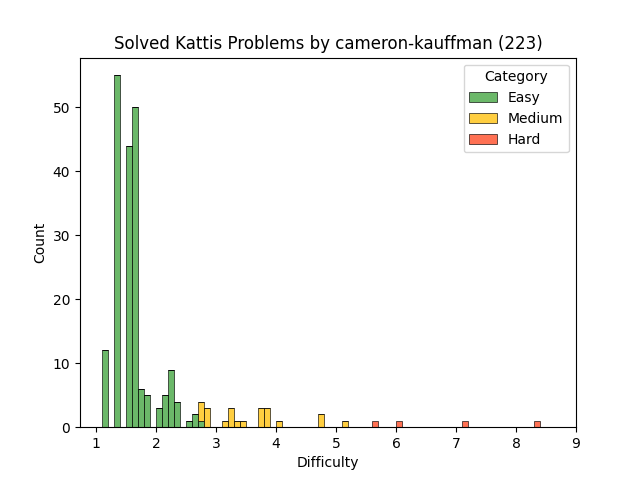 Solved Kattis Problems by cameron-kauffman (223)
Category
Easy
Medium
Hard
Count
50
40
30
20
10
0
1 2 3 4 5 6 7 8 9
Difficulty